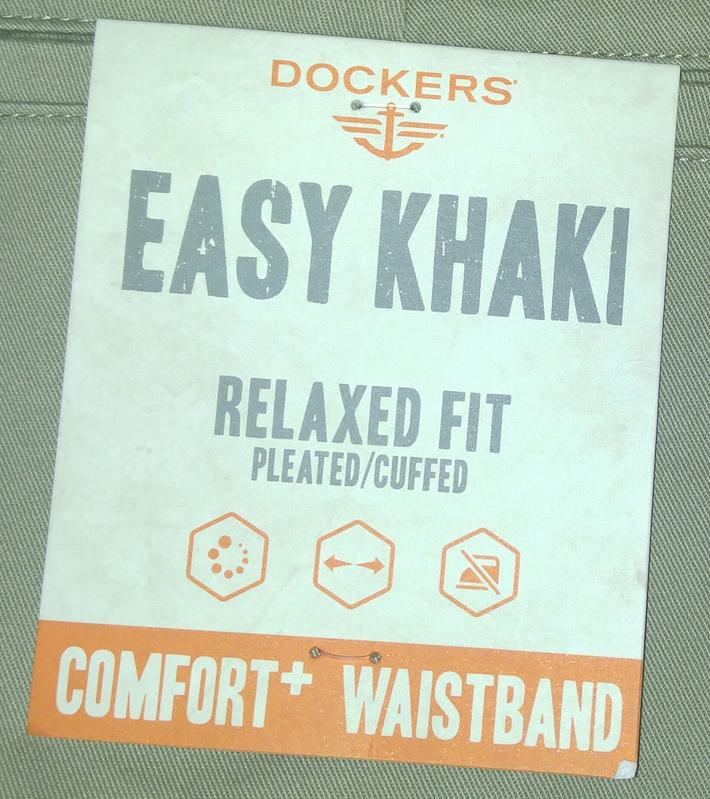 DOCKERS®
EASY KHAKI
RELAXED FIT
PLEATED/CUFFED
COMFORT+ WAISTBAND